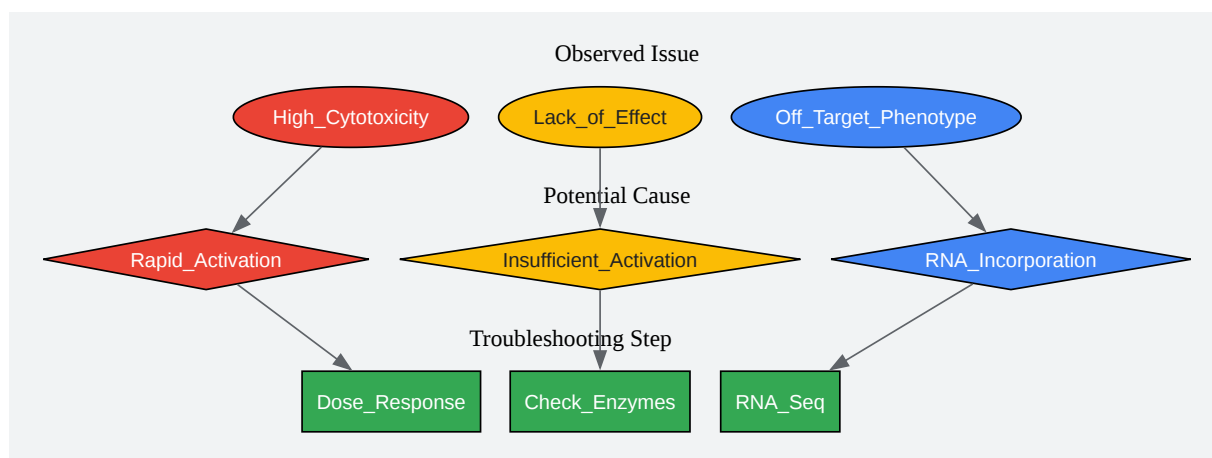 Observed Issue
High_Cytotoxicity
Lack_of_Effect
Off_Target_Phenotype
Potential Cause
Rapid_Activation
Insufficient_Activation
RNA_Incorporation
Troubleshooting Step
Dose_Response
Check_Enzymes
RNA_Seq